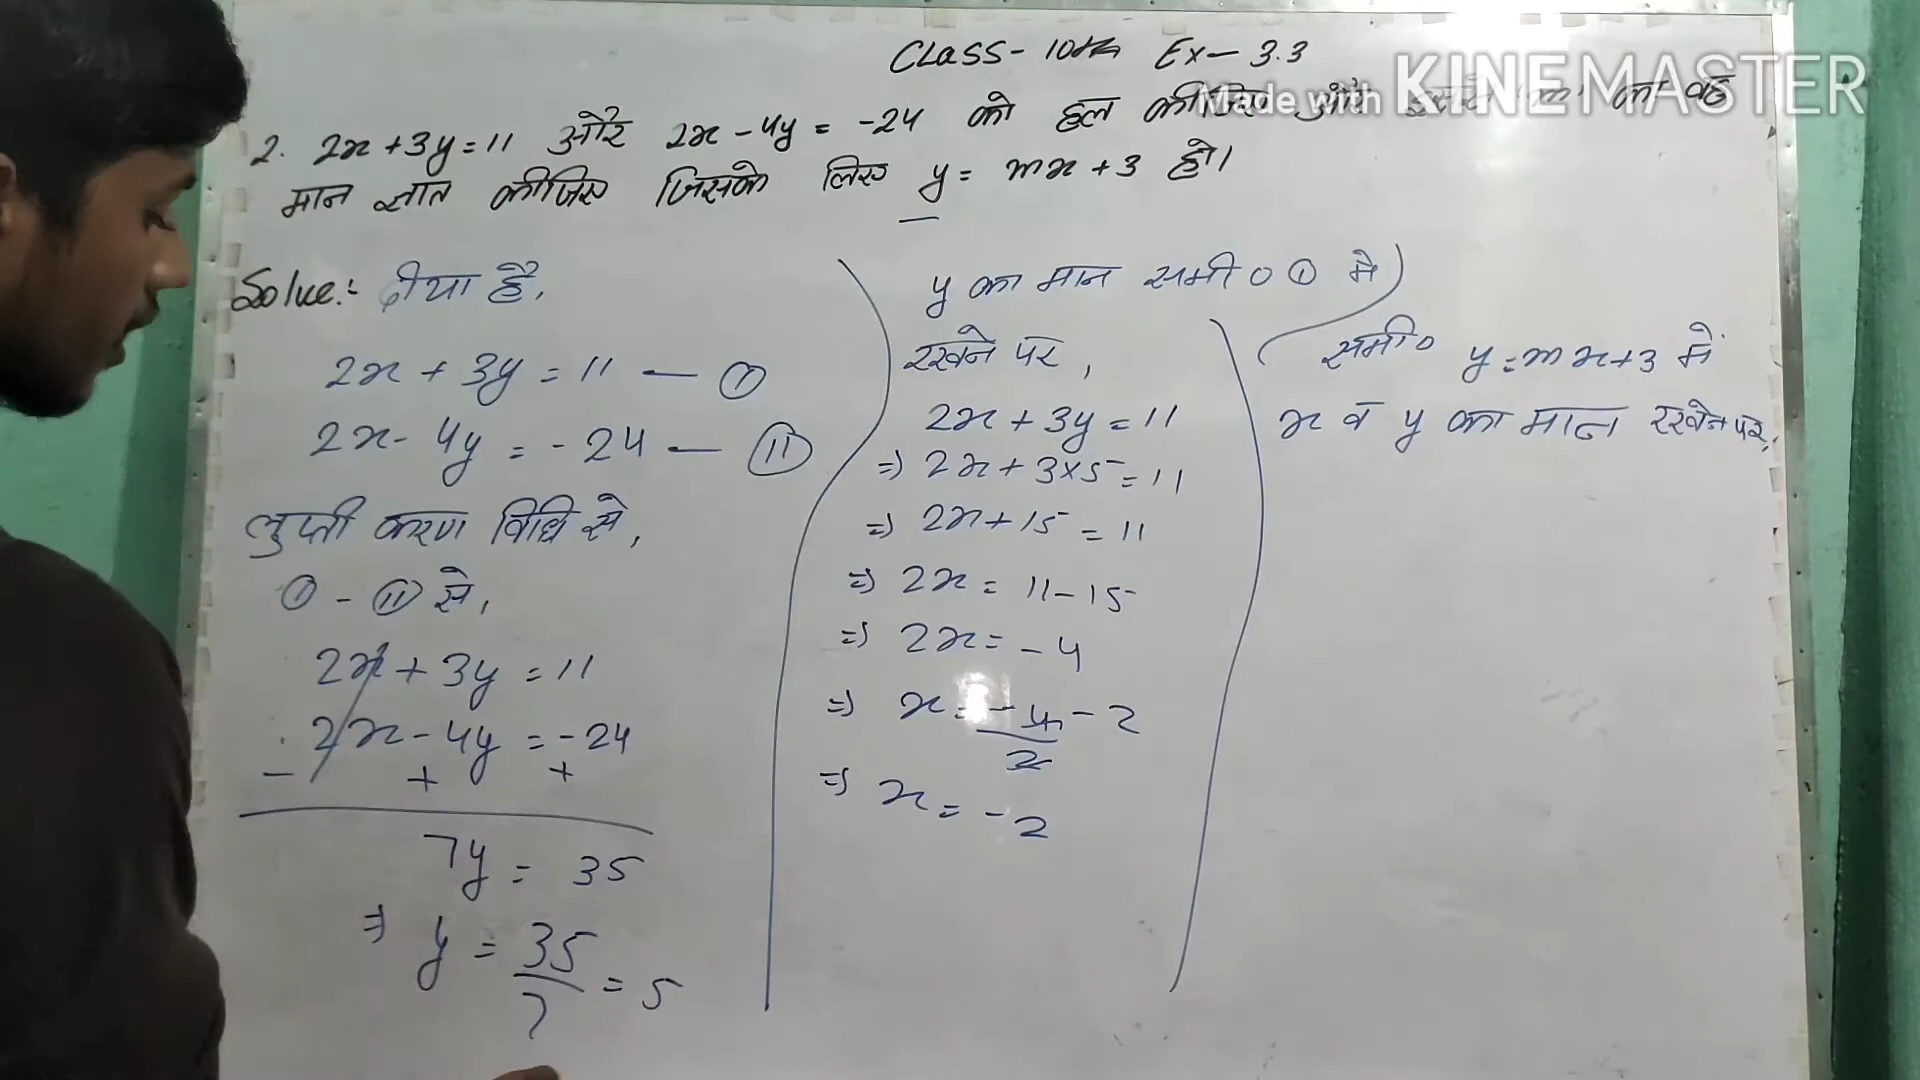 CLASS- 10th Ex- 3.3
Made with KINEMASTER
2. 2x+3y=11 और 2x-4y= -24 को हल कीजिए और 'm' का वह
मान ज्ञात कीजिए जिसके लिए y= mx+3 हो।
Solve:- दीया है,
2x + 3y = 11 — ①
2x- 4y = -24 — ⑪
लुप्ती करण विधि से,
① - ⑪ से,
2x + 3y = 11
2x - 4y = -24
- + +
7y = 35
⇒ y = 35/7 = 5
y का मान समी० ① मे
रखने पर,
2x + 3y = 11
=) 2x + 3×5 = 11
=) 2x+15 = 11
=) 2x = 11-15
=) 2x = -4
=) x = -4/2 -2
=) x = -2
समी० y=mx+3 में
x व y का मान रखने पर,